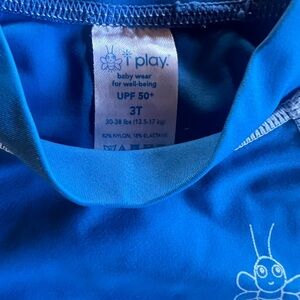 i play.
baby wear
for well-being
UPF 50+
3T
30-38 lbs (13.5-17 kg)
82% NYLON, 18% ELASTANE